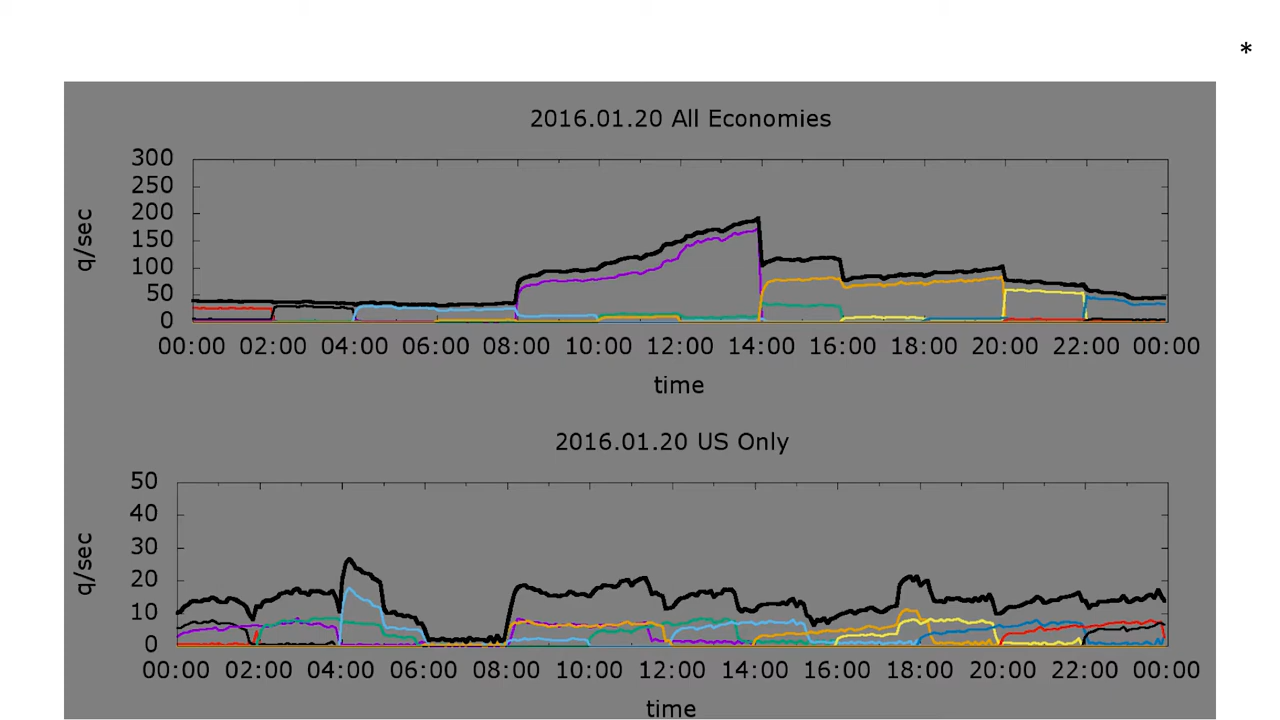 *
2016.01.20 All Economies
300
250
200
150
100
50
0
q/sec
00:00 02:00 04:00 06:00 08:00 10:00 12:00 14:00 16:00 18:00 20:00 22:00 00:00
time
2016.01.20 US Only
50
40
30
20
10
0
q/sec
00:00 02:00 04:00 06:00 08:00 10:00 12:00 14:00 16:00 18:00 20:00 22:00 00:00
time